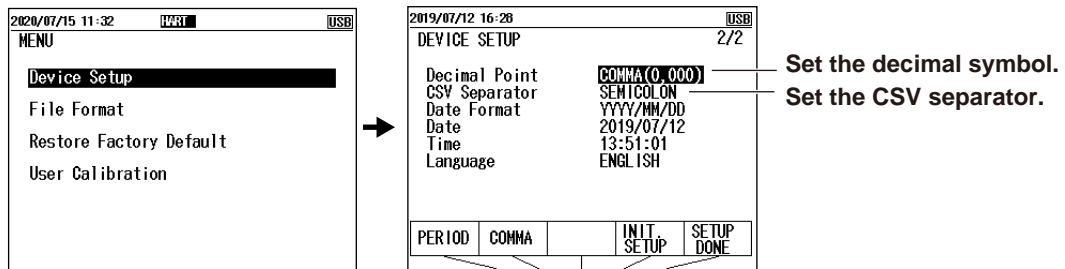 2020/07/15 11:32 HART USB
MENU
Device Setup
File Format
Restore Factory Default
User Calibration
2019/07/12 16:28 USB
DEVICE SETUP 2/2
Decimal Point COMMA(0,000)
CSV Separator SEMICOLON
Date Format YYYY/MM/DD
Date 2019/07/12
Time 13:51:01
Language ENGLISH
PERIOD COMMA INIT. SETUP SETUP DONE
Set the decimal symbol.
Set the CSV separator.